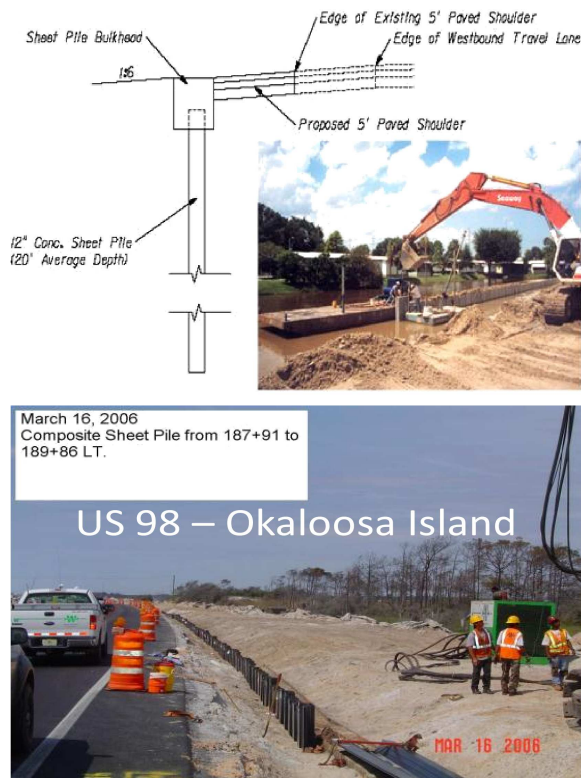 Sheet Pile Bulkhead
1:6
Edge of Existing 5' Paved Shoulder
Edge of Westbound Travel Lane
Proposed 5' Paved Shoulder
12" Conc. Sheet Pile
(20' Average Depth)
Seaway
March 16, 2006
Composite Sheet Pile from 187+91 to
189+86 LT.
US 98 – Okaloosa Island
MAR 16 2006